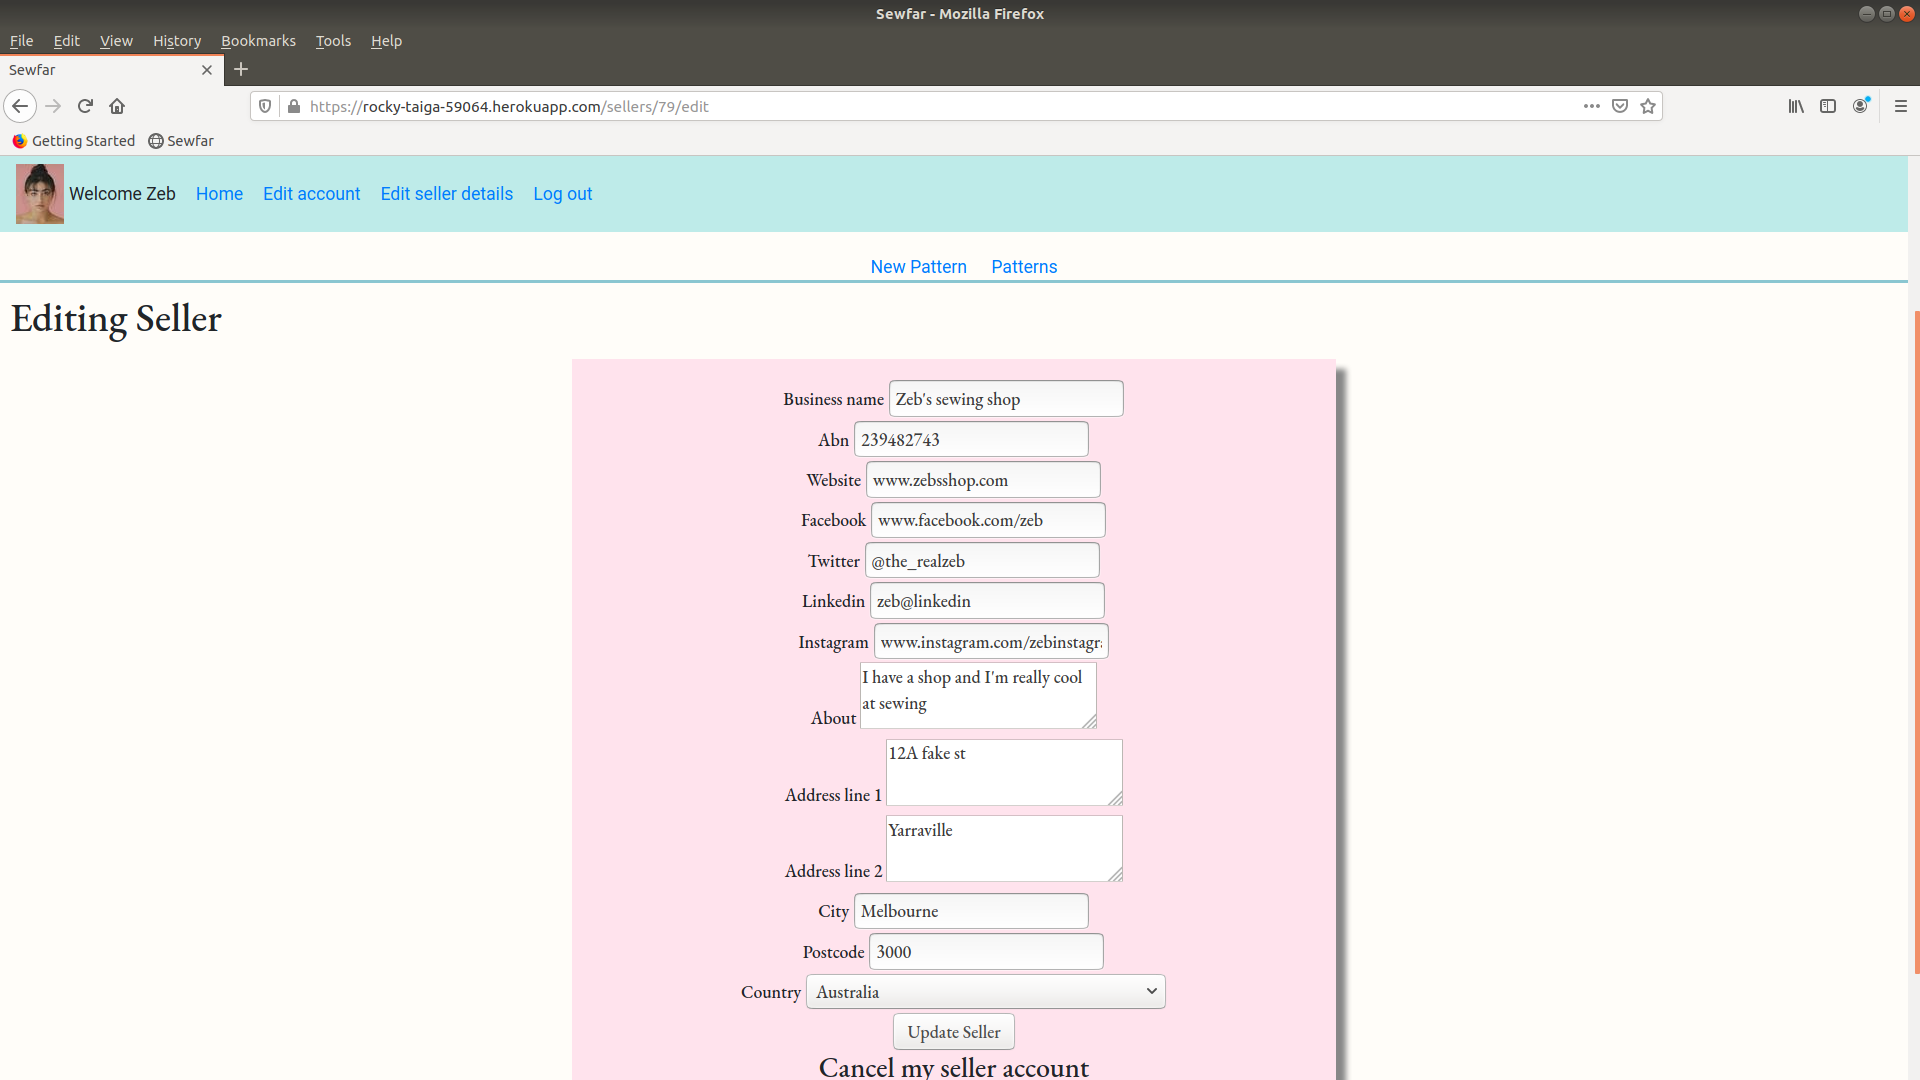 Sewfar - Mozilla Firefox
File Edit View History Bookmarks Tools Help
Sewfar
https://rocky-taiga-59064.herokuapp.com/sellers/79/edit
Getting Started Sewfar
Welcome Zeb Home Edit account Edit seller details Log out
New Pattern Patterns
Editing Seller
Business name Zeb's sewing shop
Abn 239482743
Website www.zebsshop.com
Facebook www.facebook.com/zeb
Twitter @the_realzeb
Linkedin zeb@linkedin
Instagram www.instagram.com/zebinstagr
I have a shop and I'm really cool
at sewing
About
12A fake st
Address line 1
Yarraville
Address line 2
City Melbourne
Postcode 3000
Country Australia
Update Seller
Cancel my seller account